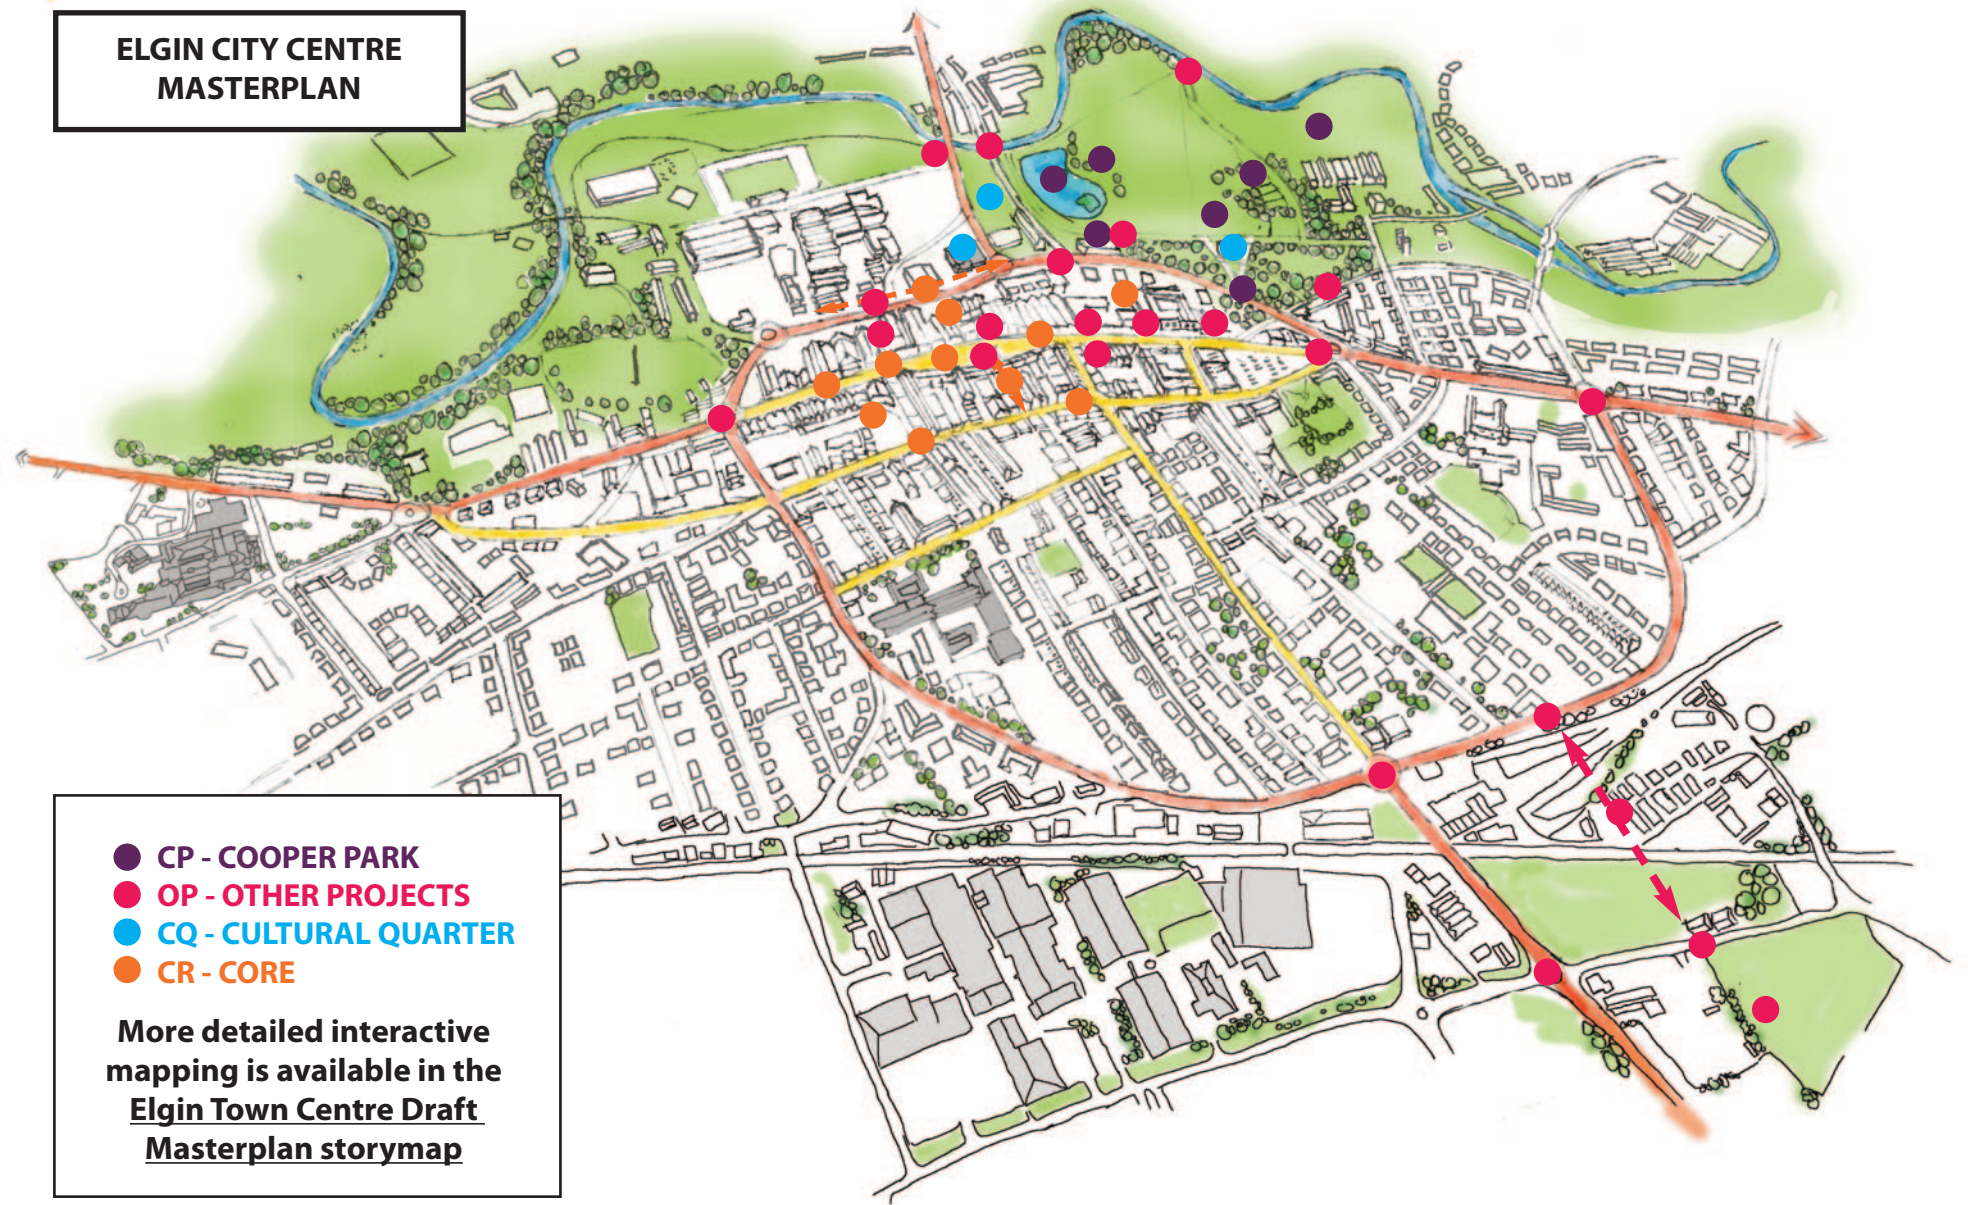 ELGIN CITY CENTRE
MASTERPLAN
CP - COOPER PARK
OP - OTHER PROJECTS
CQ - CULTURAL QUARTER
CR - CORE
More detailed interactive
mapping is available in the
Elgin Town Centre Draft
Masterplan storymap